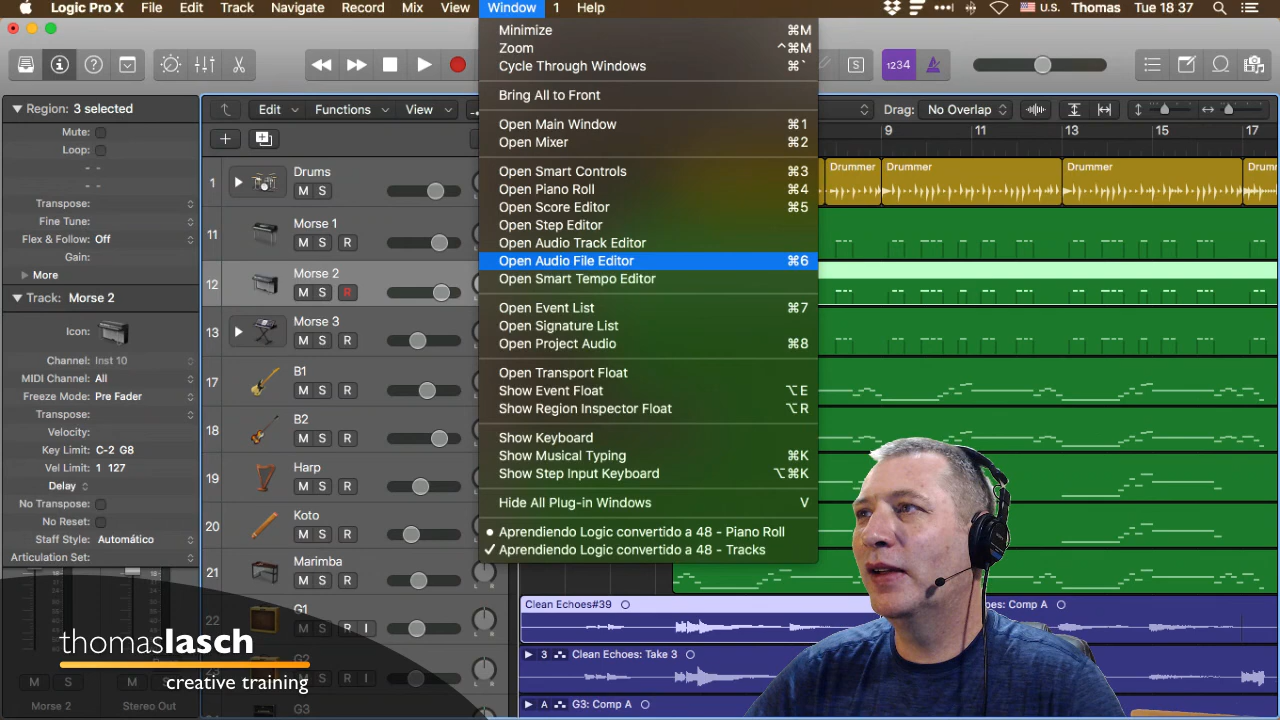 Logic Pro X File Edit Track Navigate Record Mix View Window 1 Help U.S. Thomas Tue 18 37
1234
Region: 3 selected
Mute:
Loop:
Transpose:
Fine Tune:
Flex & Follow: Off
Gain:
More
Track: Morse 2
Icon:
Channel: Inst 10
MIDI Channel: All
Freeze Mode: Pre Fader
Transpose:
Velocity:
Key Limit: C-2 G8
Vel Limit: 1 127
Delay
No Transpose:
No Reset:
Staff Style: Automático
Articulation Set:
18 18
thomaslasch
creative training
M S M
Morse 2 Stereo Out
Edit Functions View
Drag: No Overlap
1 Drums
M S
11 Morse 1
M S R
12 Morse 2
M S R
13 Morse 3
M S R
17 B1
M S R
18 B2
M S R
19 Harp
M S R
20 Koto
M S R
21 Marimba
M S R
22 G1
M S R I
M S R I
G3
Minimize ⌘M
Zoom ^⌘M
Cycle Through Windows ⌘`
Bring All to Front
Open Main Window ⌘1
Open Mixer ⌘2
Open Smart Controls ⌘3
Open Piano Roll ⌘4
Open Score Editor ⌘5
Open Step Editor
Open Audio Track Editor
Open Audio File Editor ⌘6
Open Smart Tempo Editor
Open Event List ⌘7
Open Signature List
Open Project Audio ⌘8
Open Transport Float
Show Event Float ⌥E
Show Region Inspector Float ⌥R
Show Keyboard
Show Musical Typing ⌘K
Show Step Input Keyboard ⌥⌘K
Hide All Plug-in Windows V
Aprendendo Logic convertido a 48 - Piano Roll
✓ Aprendendo Logic convertido a 48 - Tracks
9 11 13 15 17
Drummer Drummer Drummer Drumm
Clean Echoes#39
oes: Comp A
3 Clean Echoes: Take 3
A G3: Comp A